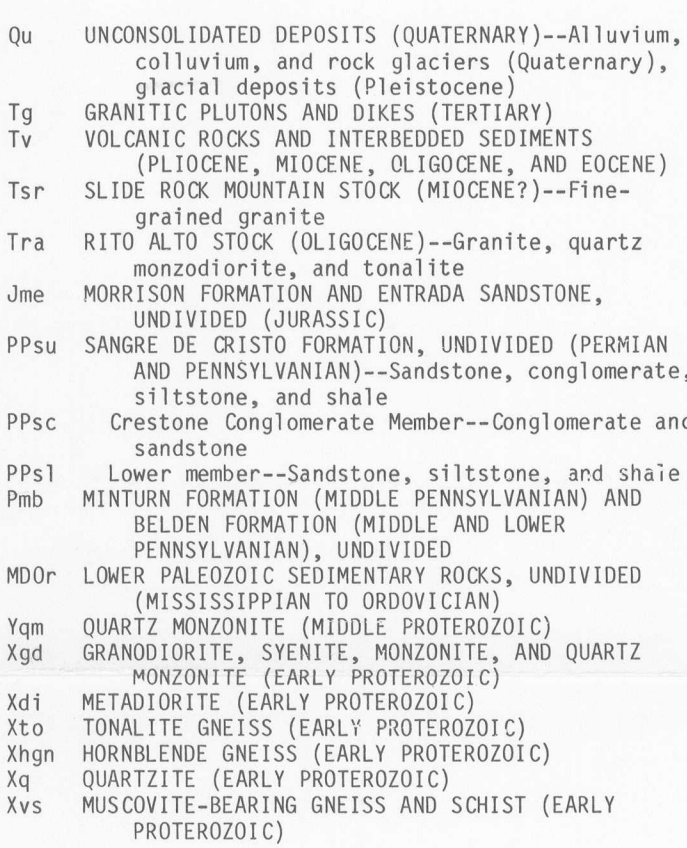 Qu UNCONSOLIDATED DEPOSITS (QUATERNARY)--Alluvium,
colluvium, and rock glaciers (Quaternary),
glacial deposits (Pleistocene)
Tg GRANITIC PLUTONS AND DIKES (TERTIARY)
Tv VOLCANIC ROCKS AND INTERBEDDED SEDIMENTS
(PLIOCENE, MIOCENE, OLIGOCENE, AND EOCENE)
Tsr SLIDE ROCK MOUNTAIN STOCK (MIOCENE?)--Fine-
grained granite
Tra RITO ALTO STOCK (OLIGOCENE)--Granite, quartz
monzodiorite, and tonalite
Jme MORRISON FORMATION AND ENTRADA SANDSTONE,
UNDIVIDED (JURASSIC)
PPsu SANGRE DE CRISTO FORMATION, UNDIVIDED (PERMIAN
AND PENNSYLVANIAN)--Sandstone, conglomerate,
siltstone, and shale
PPsc Crestone Conglomerate Member--Conglomerate and
sandstone
PPsl Lower member--Sandstone, siltstone, and shale
Pmb MINTURN FORMATION (MIDDLE PENNSYLVANIAN) AND
BELDEN FORMATION (MIDDLE AND LOWER
PENNSYLVANIAN), UNDIVIDED
MDOr LOWER PALEOZOIC SEDIMENTARY ROCKS, UNDIVIDED
(MISSISSIPPIAN TO ORDOVICIAN)
Yqm QUARTZ MONZONITE (MIDDLE PROTEROZOIC)
Xgd GRANODIORITE, SYENITE, MONZONITE, AND QUARTZ
MONZONITE (EARLY PROTEROZOIC)
Xdi METADIORITE (EARLY PROTEROZOIC)
Xto TONALITE GNEISS (EARLY PROTEROZOIC)
Xhgn HORNBLENDE GNEISS (EARLY PROTEROZOIC)
Xq QUARTZITE (EARLY PROTEROZOIC)
Xvs MUSCOVITE-BEARING GNEISS AND SCHIST (EARLY
PROTEROZOIC)